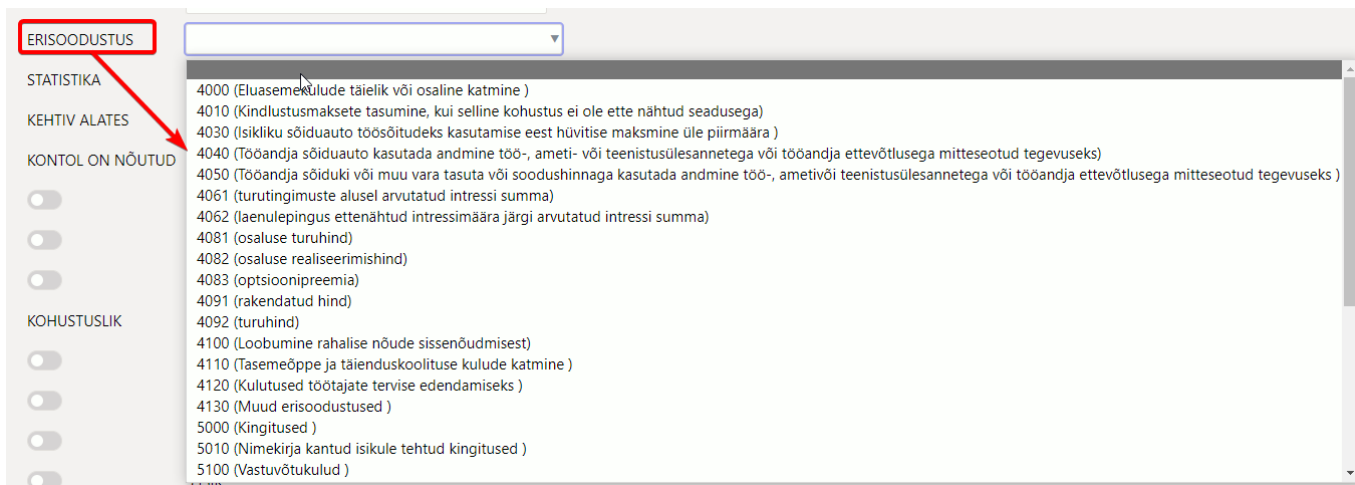 ERISOODUSTUS
STATISTIKA
KEHTIV ALATES
KONTOL ON NÕUTUD
KOHUSTUSLIK
4000 (Eluasemekulude täielik või osaline katmine )
4010 (Kindlustusmaksete tasumine, kui selline kohustus ei ole ette nähtud seadusega)
4030 (Isikliku sõiduauto töösõitudeks kasutamise eest hüvitise maksmine üle piirmäära )
4040 (Tööandja sõiduauto kasutada andmine töö-, ameti- või teenistusülesannetega või tööandja ettevõtlusega mitteseotud tegevuseks)
4050 (Tööandja sõiduki või muu vara tasuta või soodushinnaga kasutada andmine töö-, ametivõi teenistusülesannetega või tööandja ettevõtlusega mitteseotud tegevuseks )
4061 (turutingimuste alusel arvutatud intressi summa)
4062 (laenulepingus ettenähtud intressimäära järgi arvutatud intressi summa)
4081 (osaluse turuhind)
4082 (osaluse realiseerimishind)
4083 (optsioonipreemia)
4091 (rakendatud hind)
4092 (turuhind)
4100 (Loobumine rahalise nõude sissenõudmisest)
4110 (Tasemeõppe ja täienduskoolituse kulude katmine )
4120 (Kulutused töötajate tervise edendamiseks )
4130 (Muud erisoodustused )
5000 (Kingitused )
5010 (Nimekirja kantud isikule tehtud kingitused )
5100 (Vastuvõtukulud )